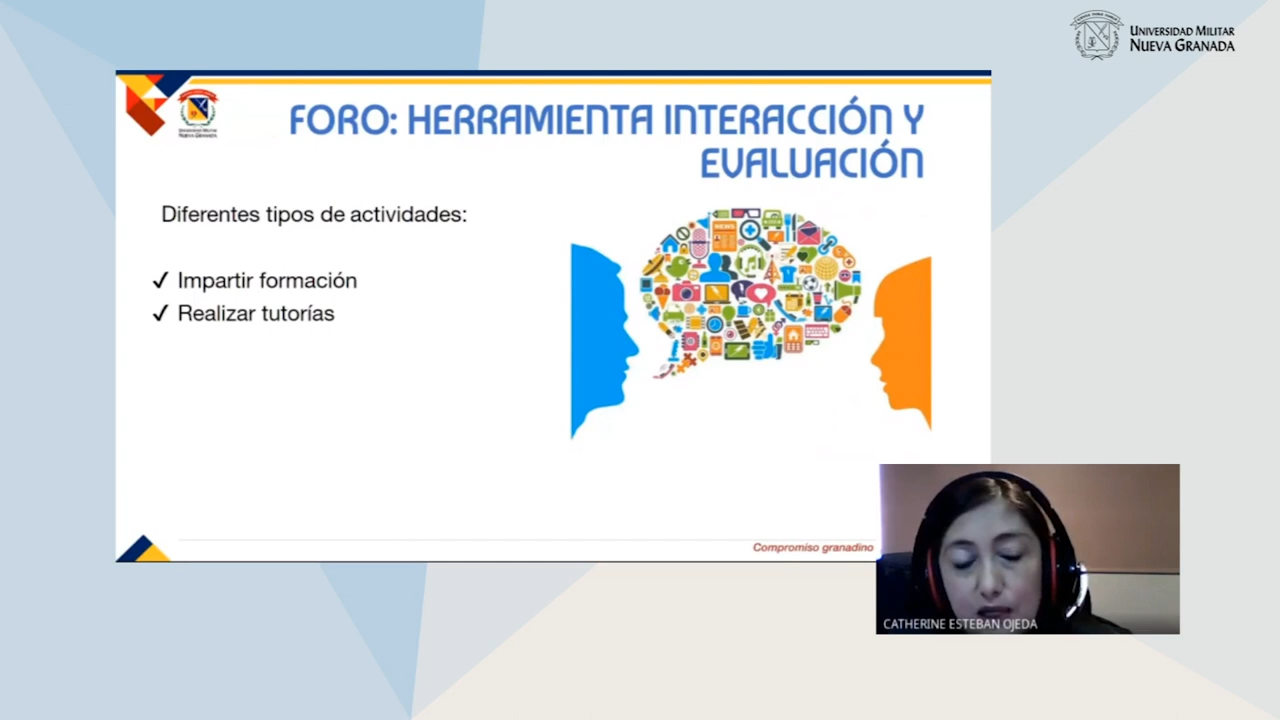 UNIVERSIDAD MILITAR
NUEVA GRANADA
FORO: HERRAMIENTA INTERACCIÓN Y
EVALUACIÓN
Diferentes tipos de actividades:
✓ Impartir formación
✓ Realizar tutorías
NEWS
Compromiso granadino
CATHERINE ESTEBAN OJEDA